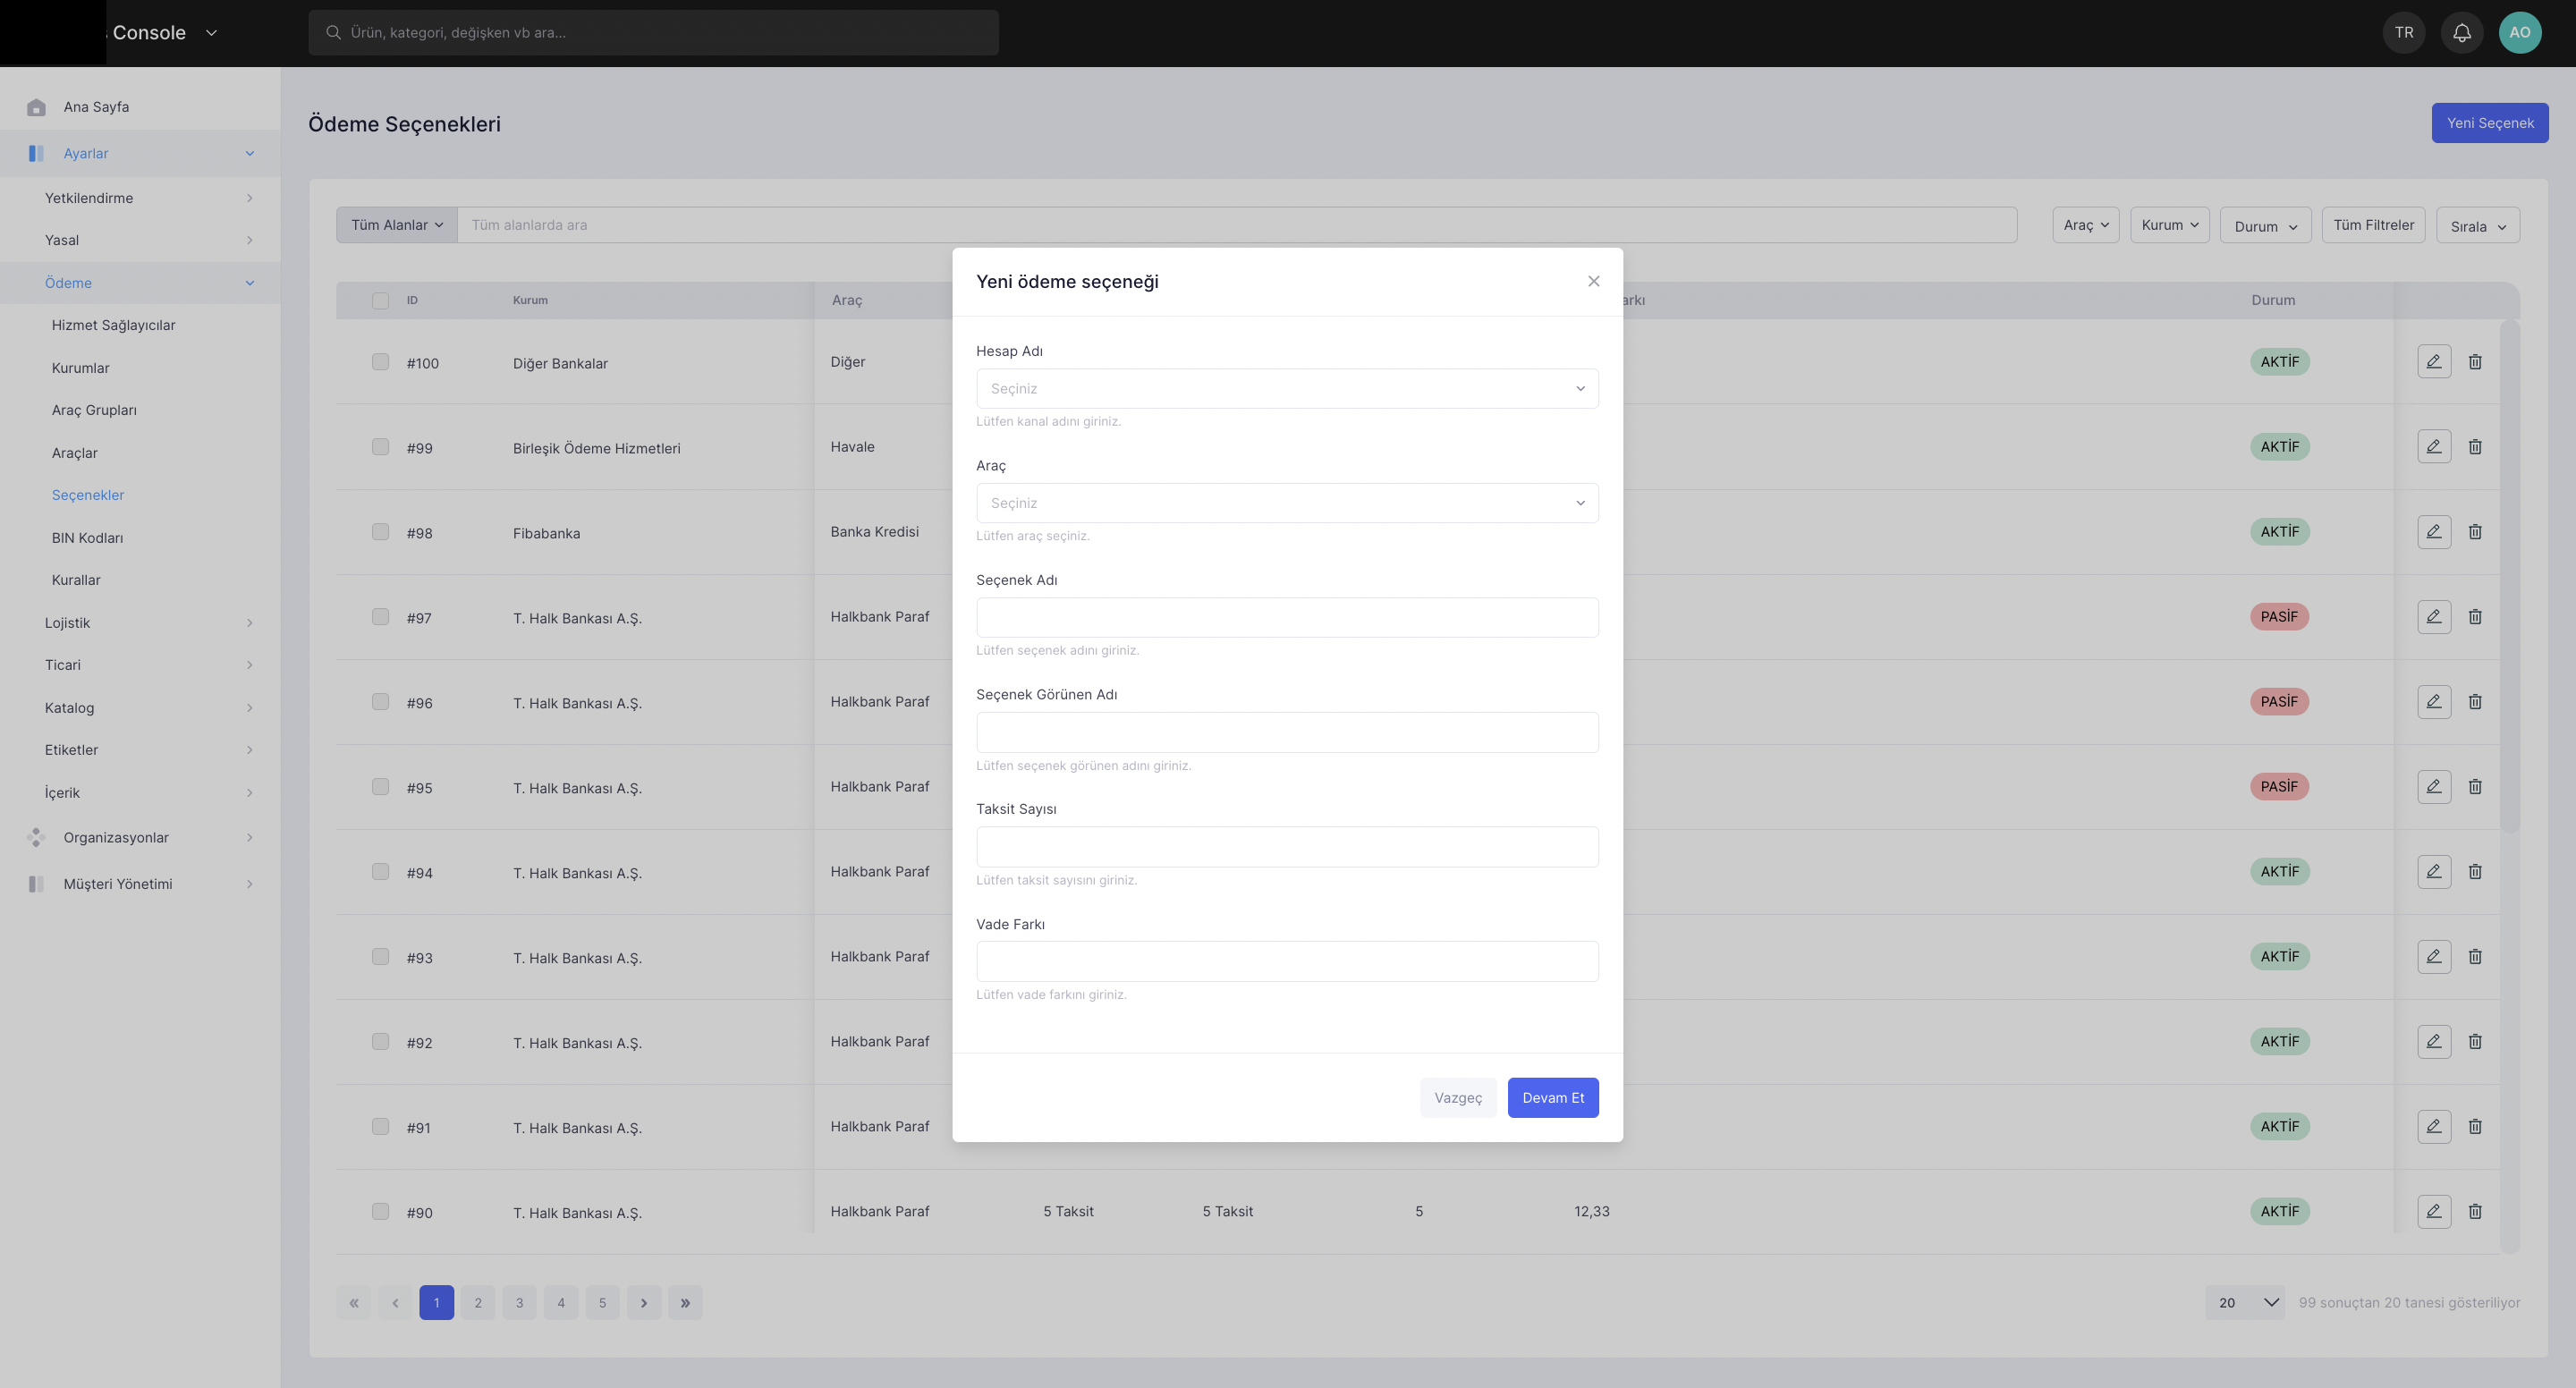 Console
Ürün, kategori, değişken vb ara...
TR
AO
Ana Sayfa
Ayarlar
Yetkilendirme
Yasal
Ödeme
Hizmet Sağlayıcılar
Kurumlar
Araç Grupları
Araçlar
Seçenekler
BIN Kodları
Kurallar
Lojistik
Ticari
Katalog
Etiketler
İçerik
Organizasyonlar
Müşteri Yönetimi
Ödeme Seçenekleri
Yeni Seçenek
Tüm Alanlar
Tüm alanlarda ara
Araç
Kurum
Durum
Tüm Filtreler
Sırala
ID Kurum Araç arkı Durum
#100 Diğer Bankalar Diğer AKTİF
#99 Birleşik Ödeme Hizmetleri Havale AKTİF
#98 Fibabanka Banka Kredisi AKTİF
#97 T. Halk Bankası A.Ş. Halkbank Paraf PASİF
#96 T. Halk Bankası A.Ş. Halkbank Paraf PASİF
#95 T. Halk Bankası A.Ş. Halkbank Paraf PASİF
#94 T. Halk Bankası A.Ş. Halkbank Paraf AKTİF
#93 T. Halk Bankası A.Ş. Halkbank Paraf AKTİF
#92 T. Halk Bankası A.Ş. Halkbank Paraf AKTİF
#91 T. Halk Bankası A.Ş. Halkbank Paraf AKTİF
#90 T. Halk Bankası A.Ş. Halkbank Paraf 5 Taksit 5 Taksit 5 12,33 AKTİF
« ‹ 1 2 3 4 5 › »
20
99 sonuçtan 20 tanesi gösteriliyor
Yeni ödeme seçeneği
Hesap Adı
Seçiniz
Lütfen kanal adını giriniz.
Araç
Seçiniz
Lütfen araç seçiniz.
Seçenek Adı
Lütfen seçenek adını giriniz.
Seçenek Görünen Adı
Lütfen seçenek görünen adını giriniz.
Taksit Sayısı
Lütfen taksit sayısını giriniz.
Vade Farkı
Lütfen vade farkını giriniz.
Vazgeç
Devam Et